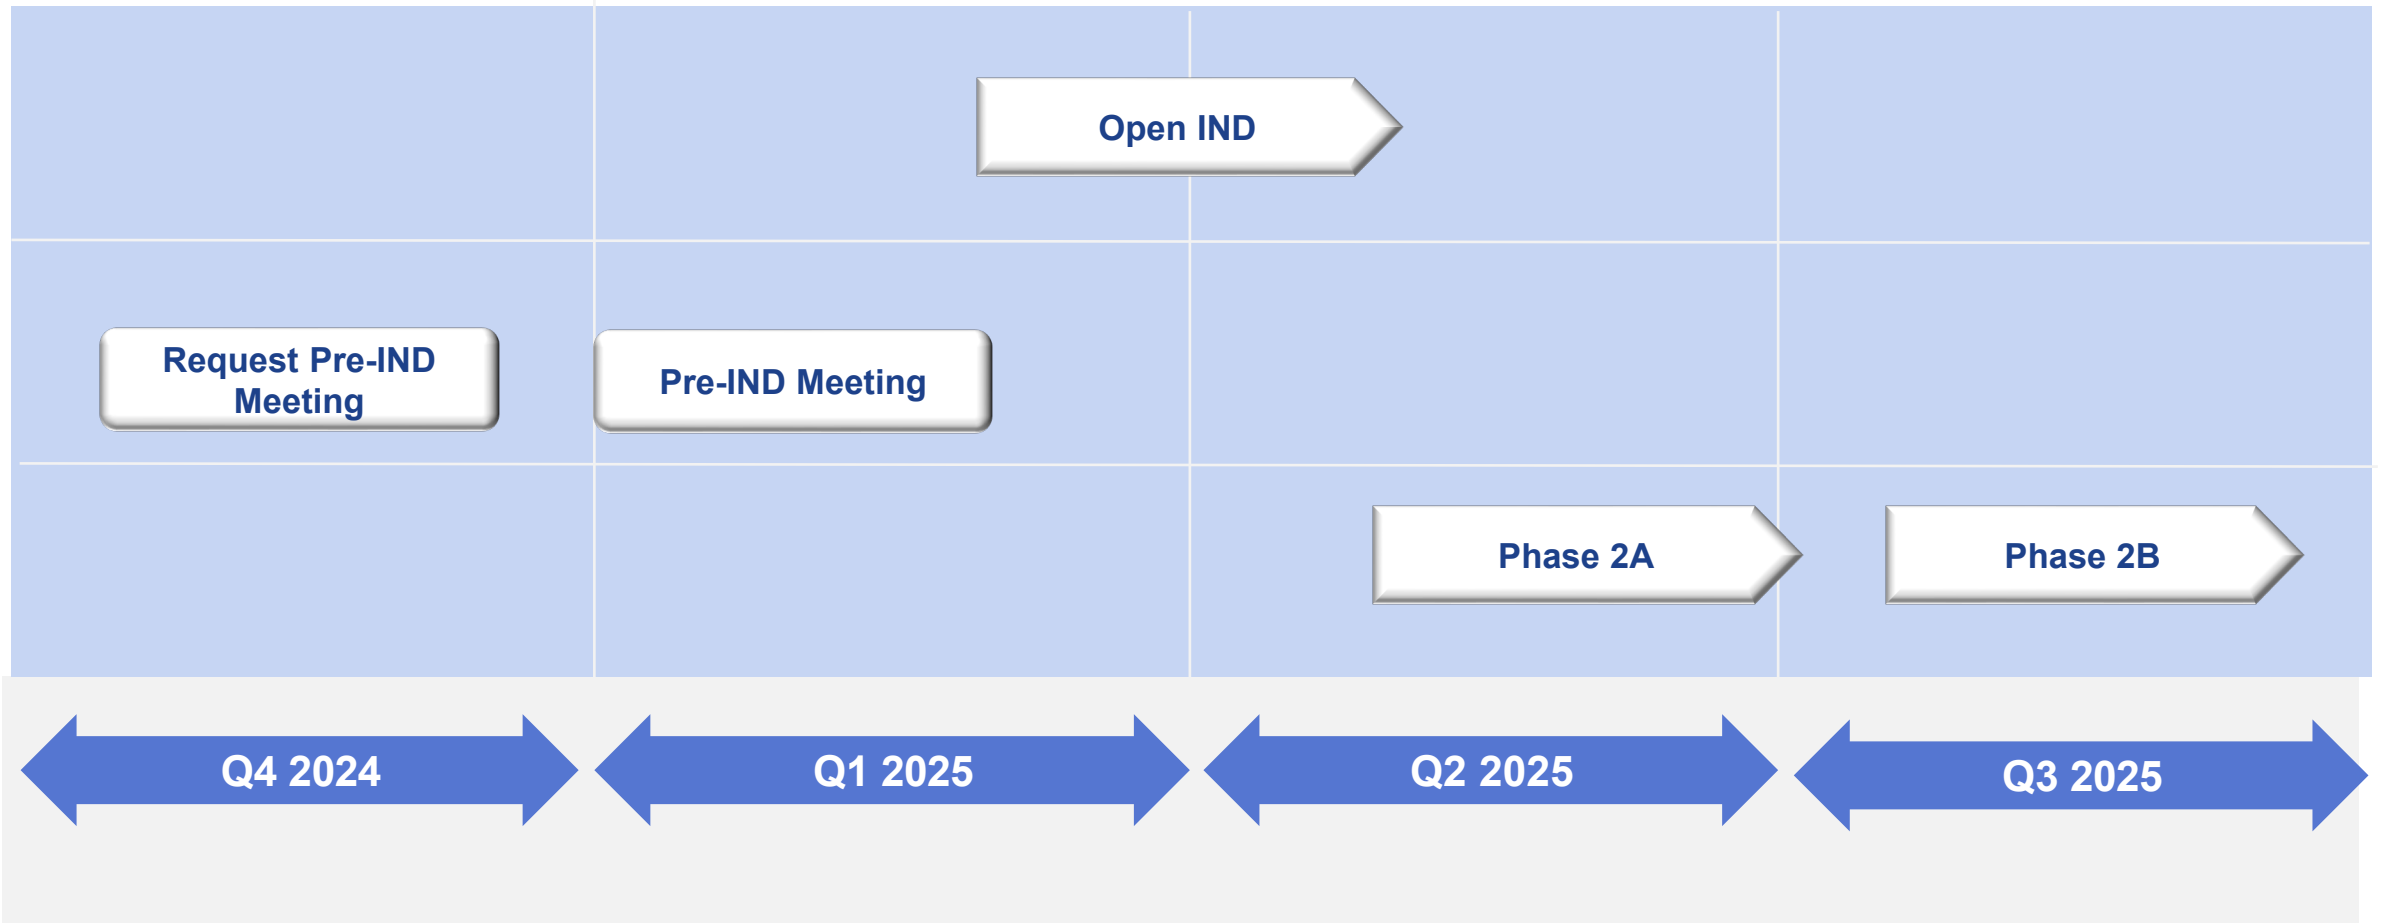 Open IND
Request Pre-IND
Meeting
Pre-IND Meeting
Phase 2A
Phase 2B
Q4 2024
Q1 2025
Q2 2025
Q3 2025